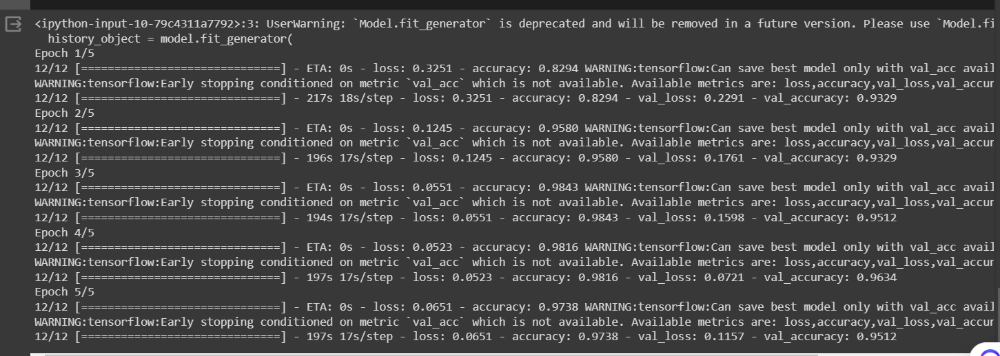 <ipython-input-10-79c4311a7792>:3: UserWarning: `Model.fit_generator` is deprecated and will be removed in a future version. Please use `Model.fi
  history_object = model.fit_generator(
Epoch 1/5
12/12 [==============================] - ETA: 0s - loss: 0.3251 - accuracy: 0.8294 WARNING:tensorflow:Can save best model only with val_acc avail
WARNING:tensorflow:Early stopping conditioned on metric `val_acc` which is not available. Available metrics are: loss,accuracy,val_loss,val_accur
12/12 [==============================] - 217s 18s/step - loss: 0.3251 - accuracy: 0.8294 - val_loss: 0.2291 - val_accuracy: 0.9329
Epoch 2/5
12/12 [==============================] - ETA: 0s - loss: 0.1245 - accuracy: 0.9580 WARNING:tensorflow:Can save best model only with val_acc avail
WARNING:tensorflow:Early stopping conditioned on metric `val_acc` which is not available. Available metrics are: loss,accuracy,val_loss,val_accur
12/12 [==============================] - 196s 17s/step - loss: 0.1245 - accuracy: 0.9580 - val_loss: 0.1761 - val_accuracy: 0.9329
Epoch 3/5
12/12 [==============================] - ETA: 0s - loss: 0.0551 - accuracy: 0.9843 WARNING:tensorflow:Can save best model only with val_acc avail
WARNING:tensorflow:Early stopping conditioned on metric `val_acc` which is not available. Available metrics are: loss,accuracy,val_loss,val_accur
12/12 [==============================] - 194s 17s/step - loss: 0.0551 - accuracy: 0.9843 - val_loss: 0.1598 - val_accuracy: 0.9512
Epoch 4/5
12/12 [==============================] - ETA: 0s - loss: 0.0523 - accuracy: 0.9816 WARNING:tensorflow:Can save best model only with val_acc avail
WARNING:tensorflow:Early stopping conditioned on metric `val_acc` which is not available. Available metrics are: loss,accuracy,val_loss,val_accur
12/12 [==============================] - 197s 17s/step - loss: 0.0523 - accuracy: 0.9816 - val_loss: 0.0721 - val_accuracy: 0.9634
Epoch 5/5
12/12 [==============================] - ETA: 0s - loss: 0.0651 - accuracy: 0.9738 WARNING:tensorflow:Can save best model only with val_acc avail
WARNING:tensorflow:Early stopping conditioned on metric `val_acc` which is not available. Available metrics are: loss,accuracy,val_loss,val_accur
12/12 [==============================] - 197s 17s/step - loss: 0.0651 - accuracy: 0.9738 - val_loss: 0.1157 - val_accuracy: 0.9512